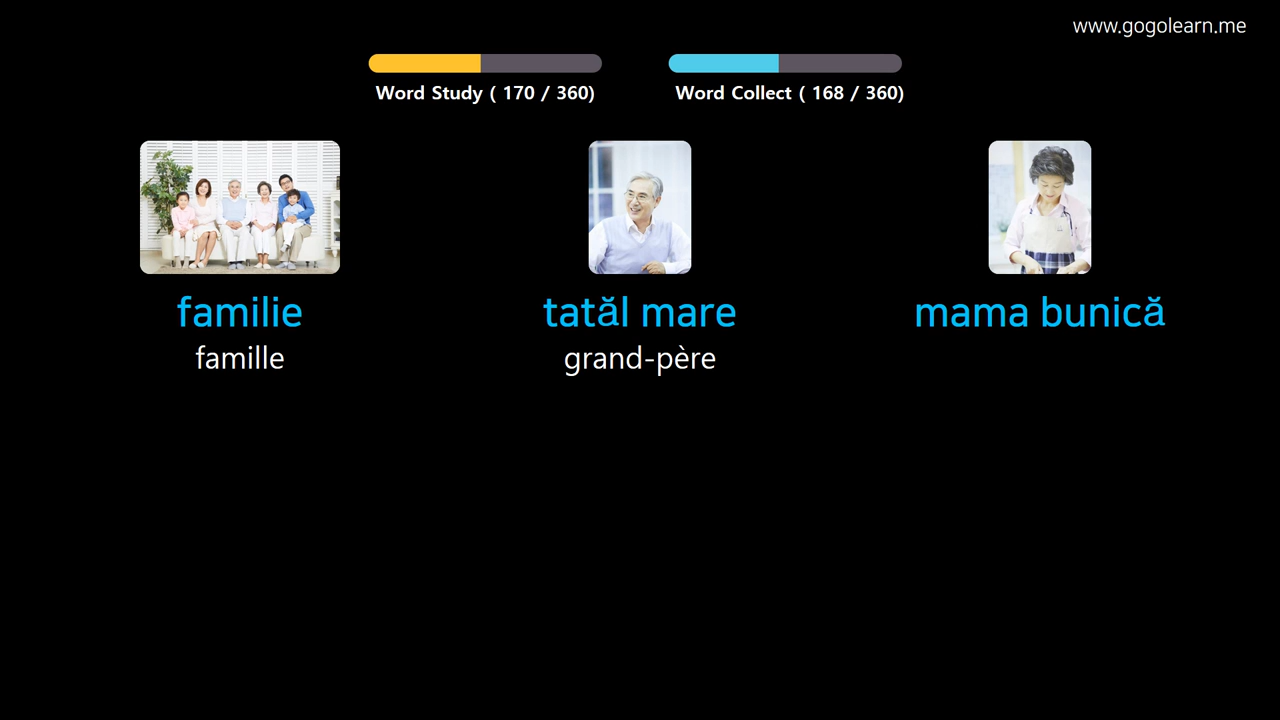 www.gogolearn.me
Word Study ( 170 / 360)
Word Collect ( 168 / 360)
familie
tatăl mare
mama bunică
famille
grand-père